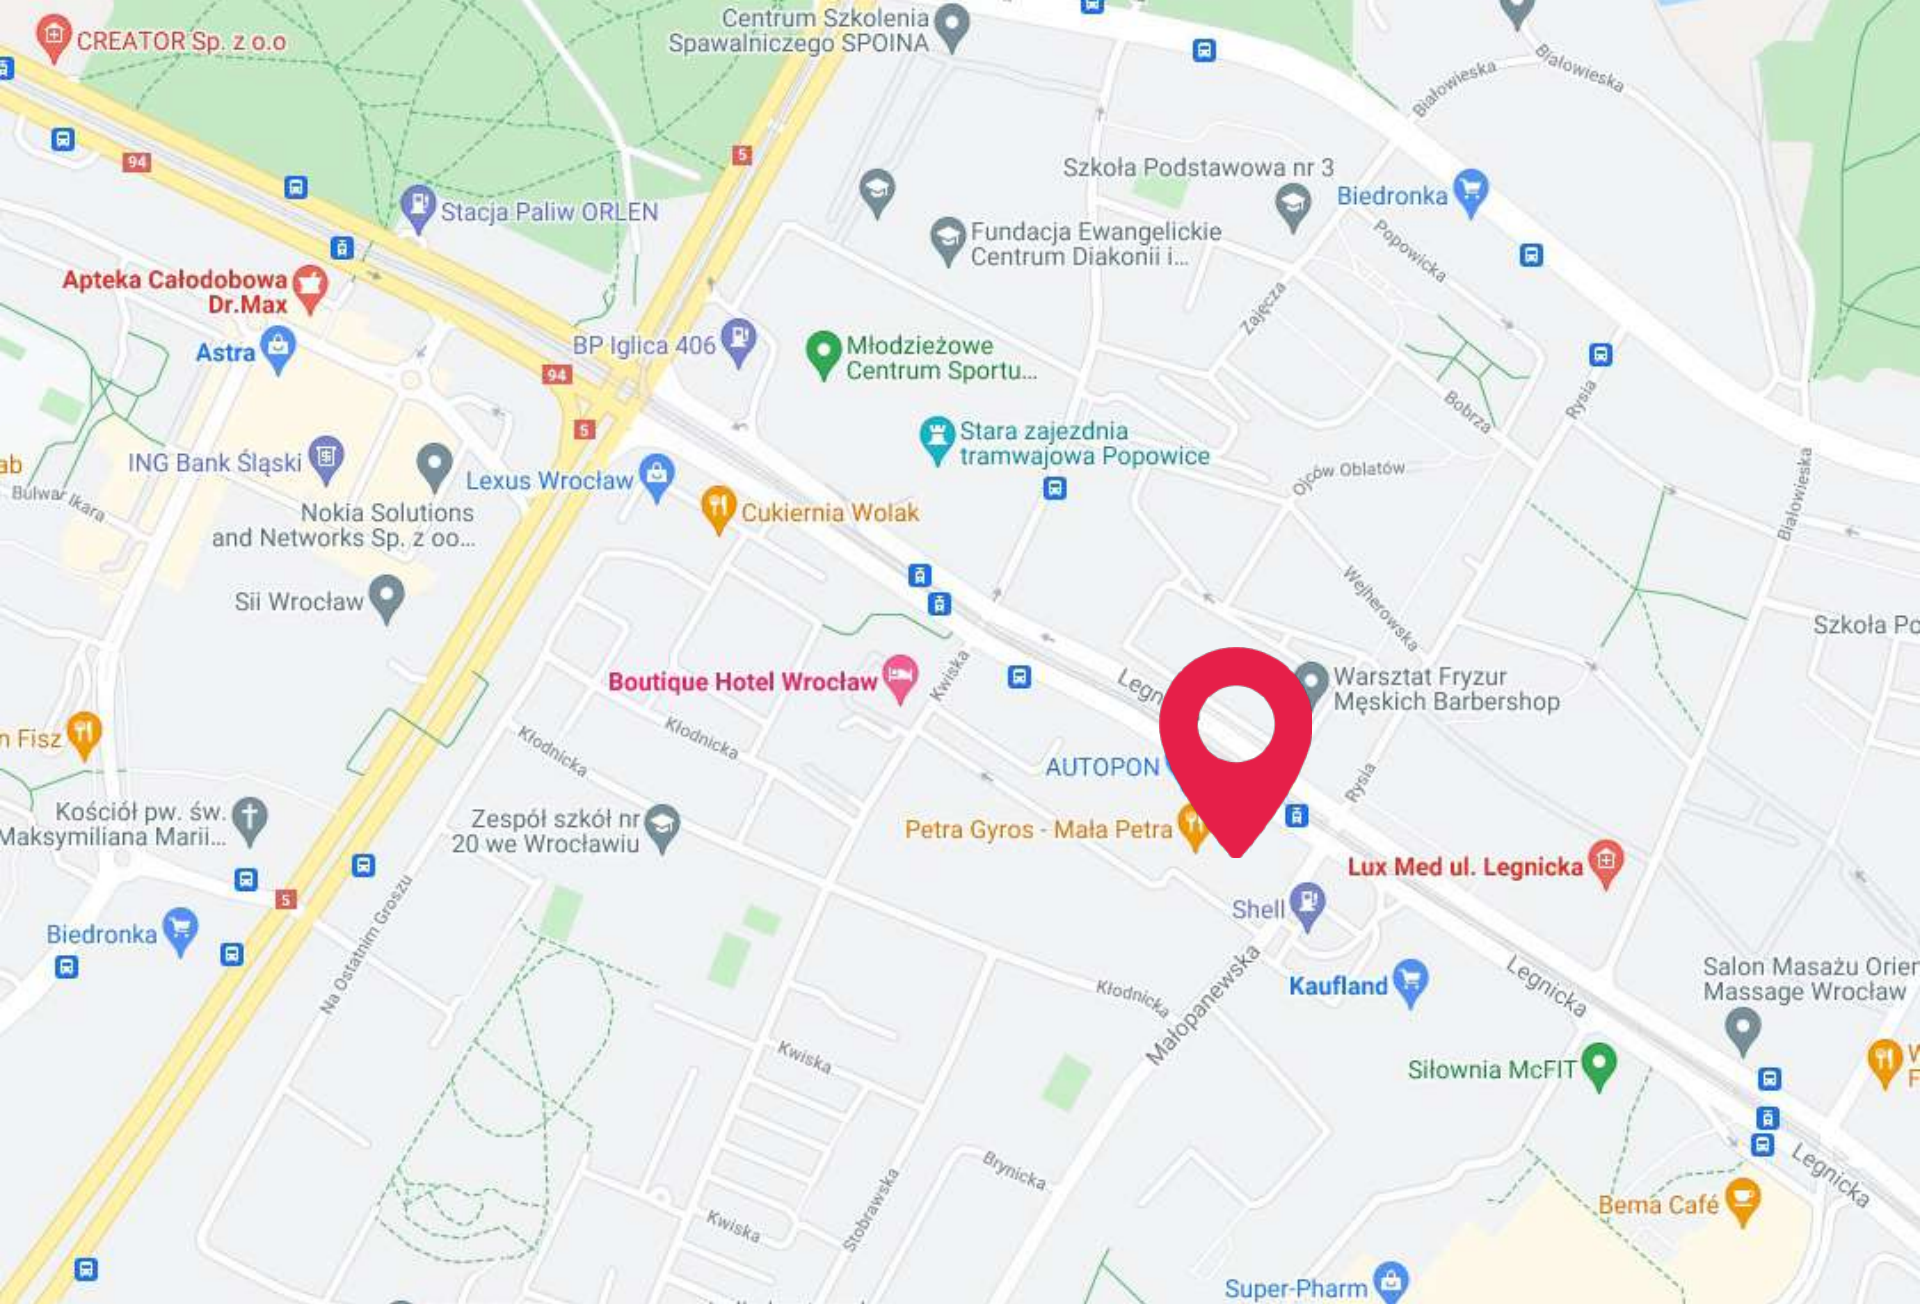 Centrum Szkolenia
Spawalniczego SPOINA
CREATOR Sp. z o.o
Białowieska
Białowieska
94
5
Szkoła Podstawowa nr 3
Biedronka
Stacja Paliw ORLEN
Fundacja Ewangelickie
Centrum Diakonii i...
Popowicka
Apteka Całodobowa
Dr.Max
Zajęcza
Astra
BP Iglica 406
Młodzieżowe
Centrum Sportu...
94
5
Rysia
Bobrza
Stara zajezdnia
tramwajowa Popowice
ING Bank Śląski
Lexus Wrocław
ab
Bulwar Ikara
Ojców Oblatów
Białowieska
Nokia Solutions
and Networks Sp. z oo...
Cukiernia Wolak
Sii Wrocław
Wejherowska
Szkoła Po
Boutique Hotel Wrocław
Kwiska
Legn
Warsztat Fryzur
Męskich Barbershop
n Fisz
Kłodnicka
Kłodnicka
AUTOPON
Rysia
Kościół pw. św.
Maksymiliana Marii...
Zespół szkół nr
20 we Wrocławiu
Petra Gyros - Mała Petra
Lux Med ul. Legnicka
5
Shell
Biedronka
Na Ostatnim Groszu
Małopanewska
Kłodnicka
Kaufland
Legnicka
Salon Masażu Orier
Massage Wrocław
Kwiska
Siłownia McFIT
W
F
Brynicka
Legnicka
Stobrawska
Kwiska
Bema Café
Super-Pharm